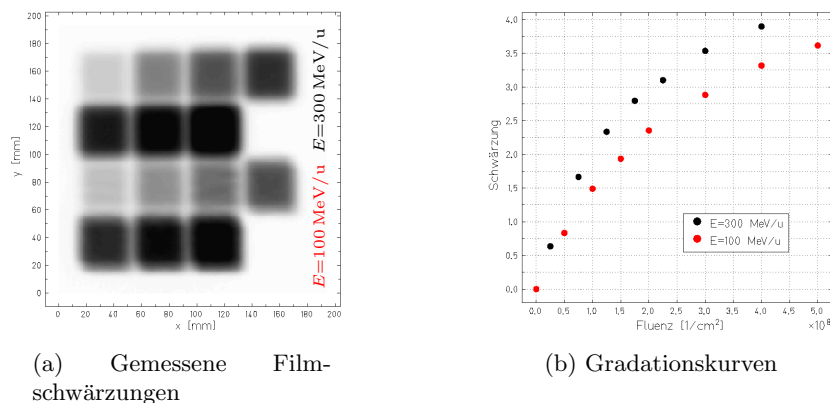 200
180
160
140
120
100
80
60
40
20
0
y [mm]
0 20 40 60 80 100 120 140 160 180 200
x [mm]
E=100 MeV/u E=300 MeV/u
(a) Gemessene Film-
schwärzungen
4.0
3.5
3.0
2.5
2.0
1.5
1.0
0.5
0.0
Schwärzung
E=300 MeV/u
E=100 MeV/u
0.0 0.5 1.0 1.5 2.0 2.5 3.0 3.5 4.0 4.5 5.0
Fluenz [1/cm²]
×10⁸
(b) Gradationskurven